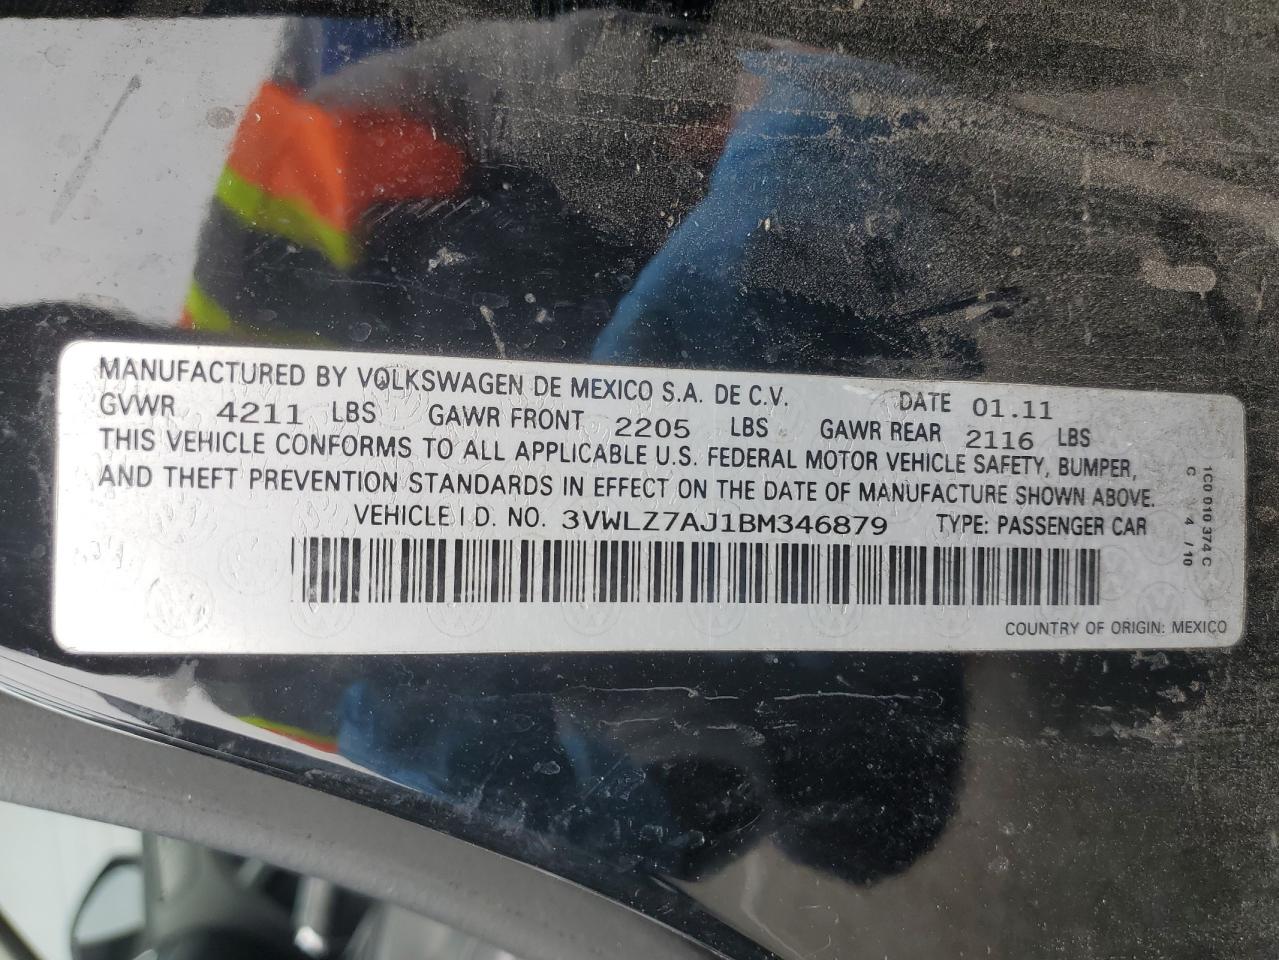 MANUFACTURED BY VOLKSWAGEN DE MEXICO S.A. DE C.V. DATE 01.11
GVWR 4211 LBS GAWR FRONT 2205 LBS GAWR REAR 2116 LBS
THIS VEHICLE CONFORMS TO ALL APPLICABLE U.S. FEDERAL MOTOR VEHICLE SAFETY, BUMPER,
AND THEFT PREVENTION STANDARDS IN EFFECT ON THE DATE OF MANUFACTURE SHOWN ABOVE.
VEHICLE I D. NO. 3VWLZ7AJ1BM346879 TYPE: PASSENGER CAR
COUNTRY OF ORIGIN: MEXICO
1C0 010 374 C
C 4 / 10